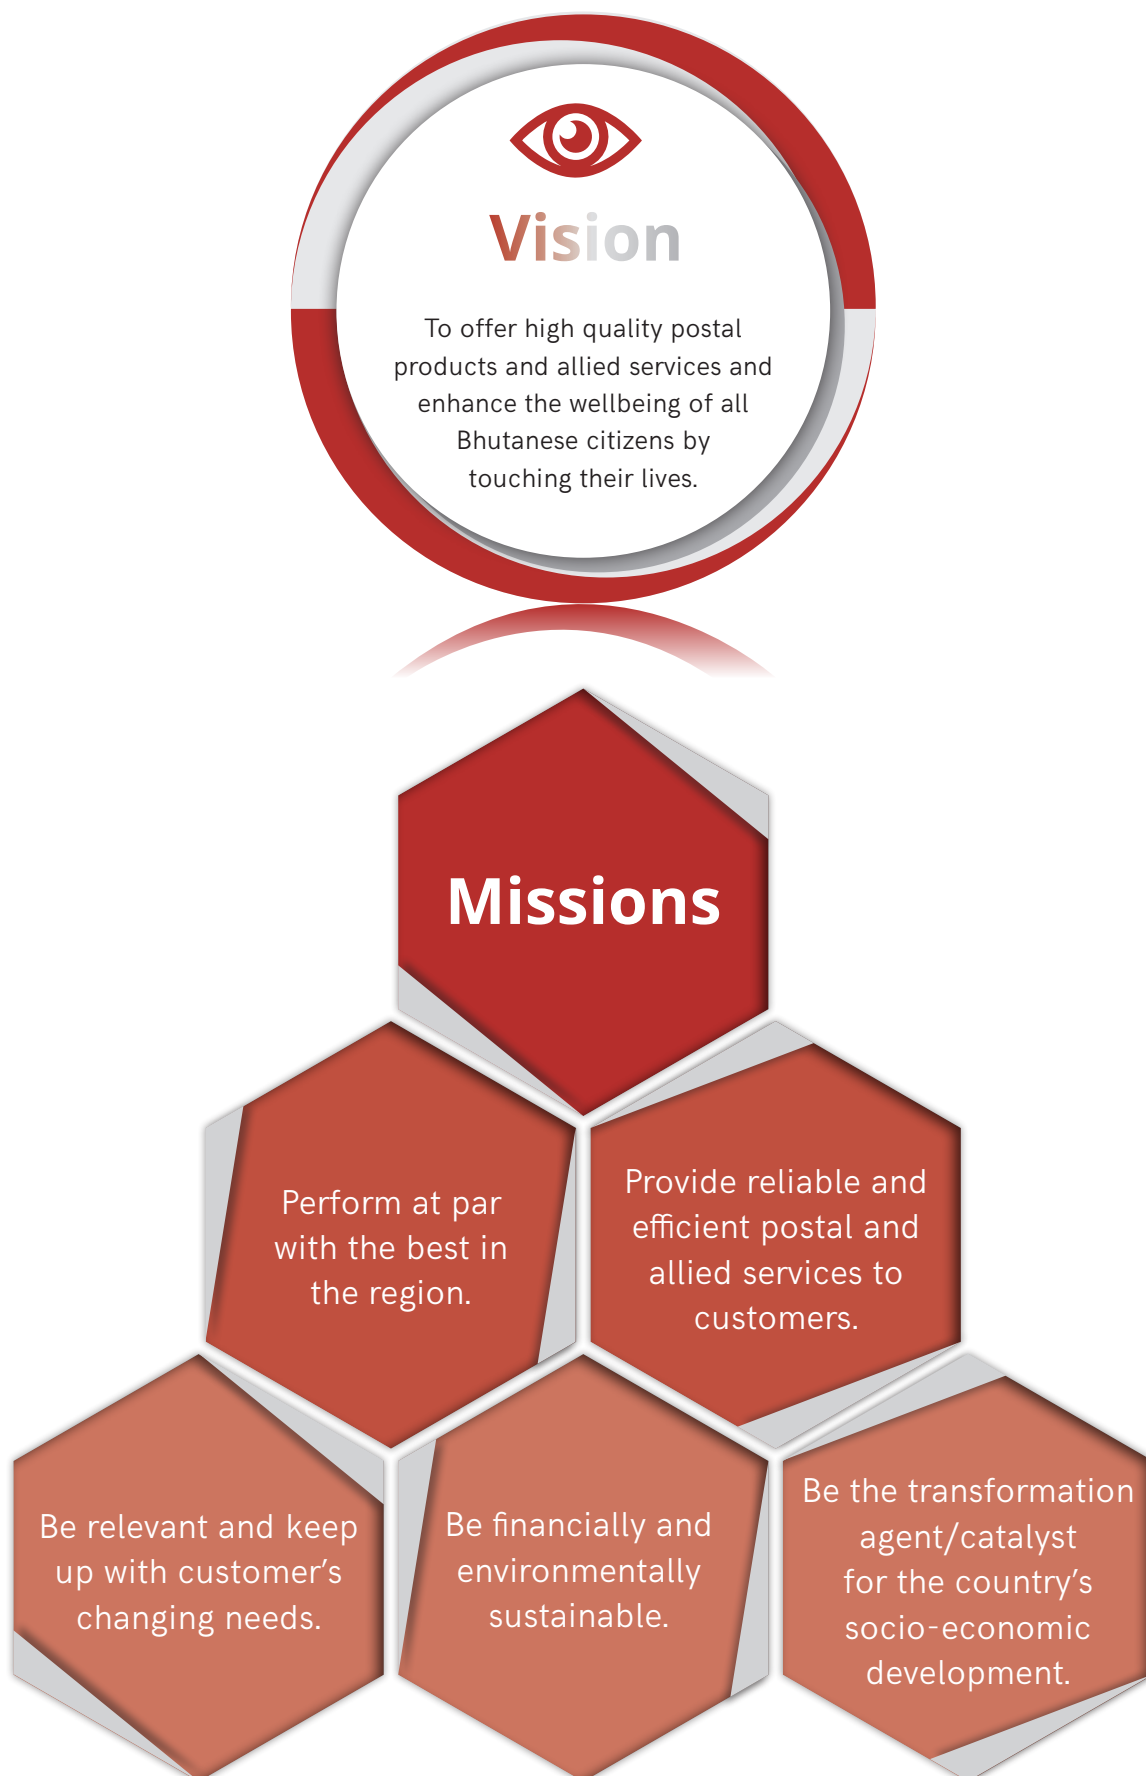 Vision
To offer high quality postal
products and allied services and
enhance the wellbeing of all
Bhutanese citizens by
touching their lives.
Missions
Perform at par
with the best in
the region.
Provide reliable and
efficient postal and
allied services to
customers.
Be relevant and keep
up with customer’s
changing needs.
Be financially and
environmentally
sustainable.
Be the transformation
agent/catalyst
for the country’s
socio-economic
development.